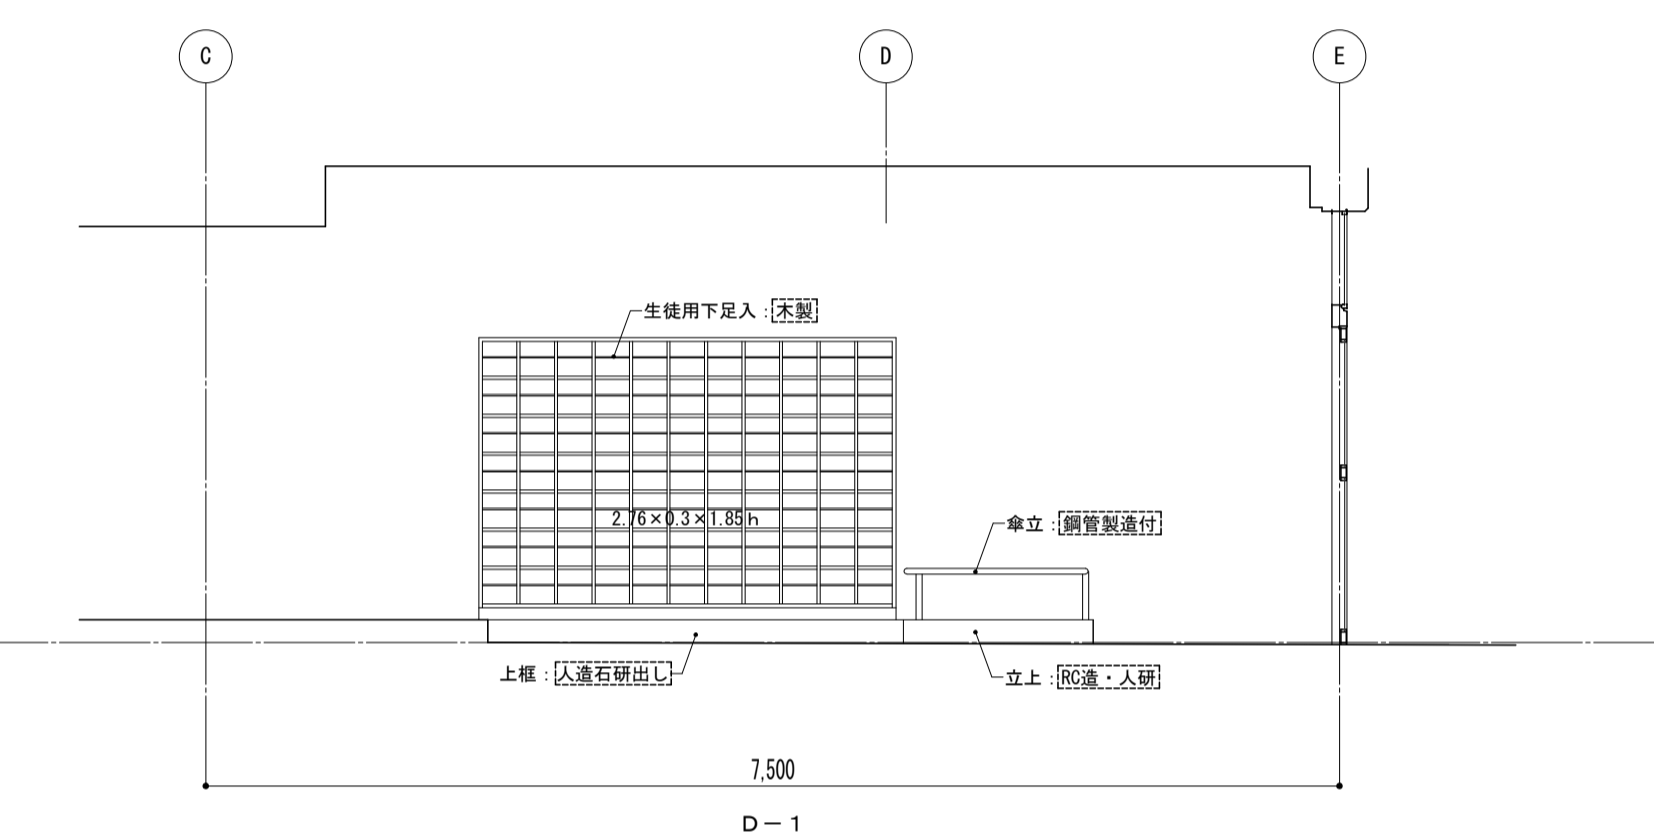 C
D
E
生徒用下足入：木製
2.76×0.3×1.85h
傘立：鋼管製造付
上框：人造石研出し
立上：RC造・人研
7,500
D－1